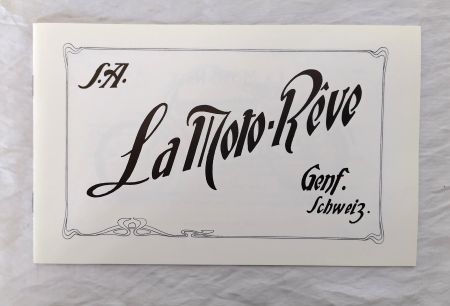 S.A.
La Moto-Rêve
Genf.
Schweiz.